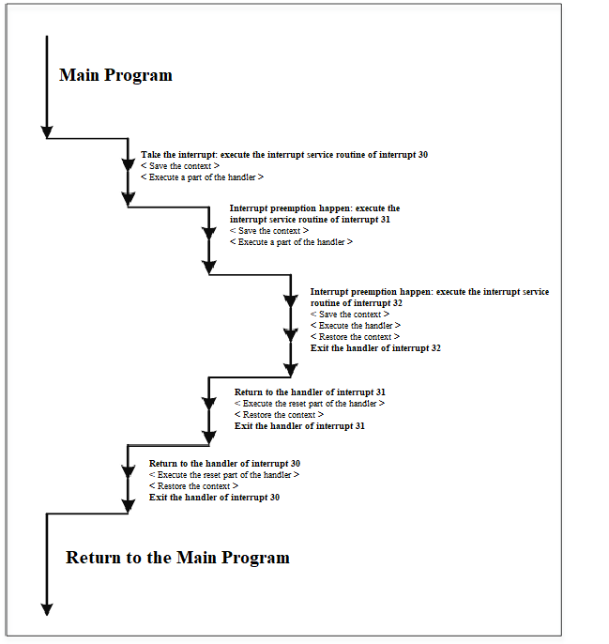 Main Program
Take the interrupt: execute the interrupt service routine of interrupt 30
< Save the context >
< Execute a part of the handler >
Interrupt preemption happen: execute the
interrupt service routine of interrupt 31
< Save the context >
< Execute a part of the handler >
Interrupt preemption happen: execute the interrupt service
routine of interrupt 32
< Save the context >
< Execute the handler >
< Restore the context >
Exit the handler of interrupt 32
Return to the handler of interrupt 31
< Execute the reset part of the handler >
< Restore the context >
Exit the handler of interrupt 31
Return to the handler of interrupt 30
< Execute the reset part of the handler >
< Restore the context >
Exit the handler of interrupt 30
Return to the Main Program